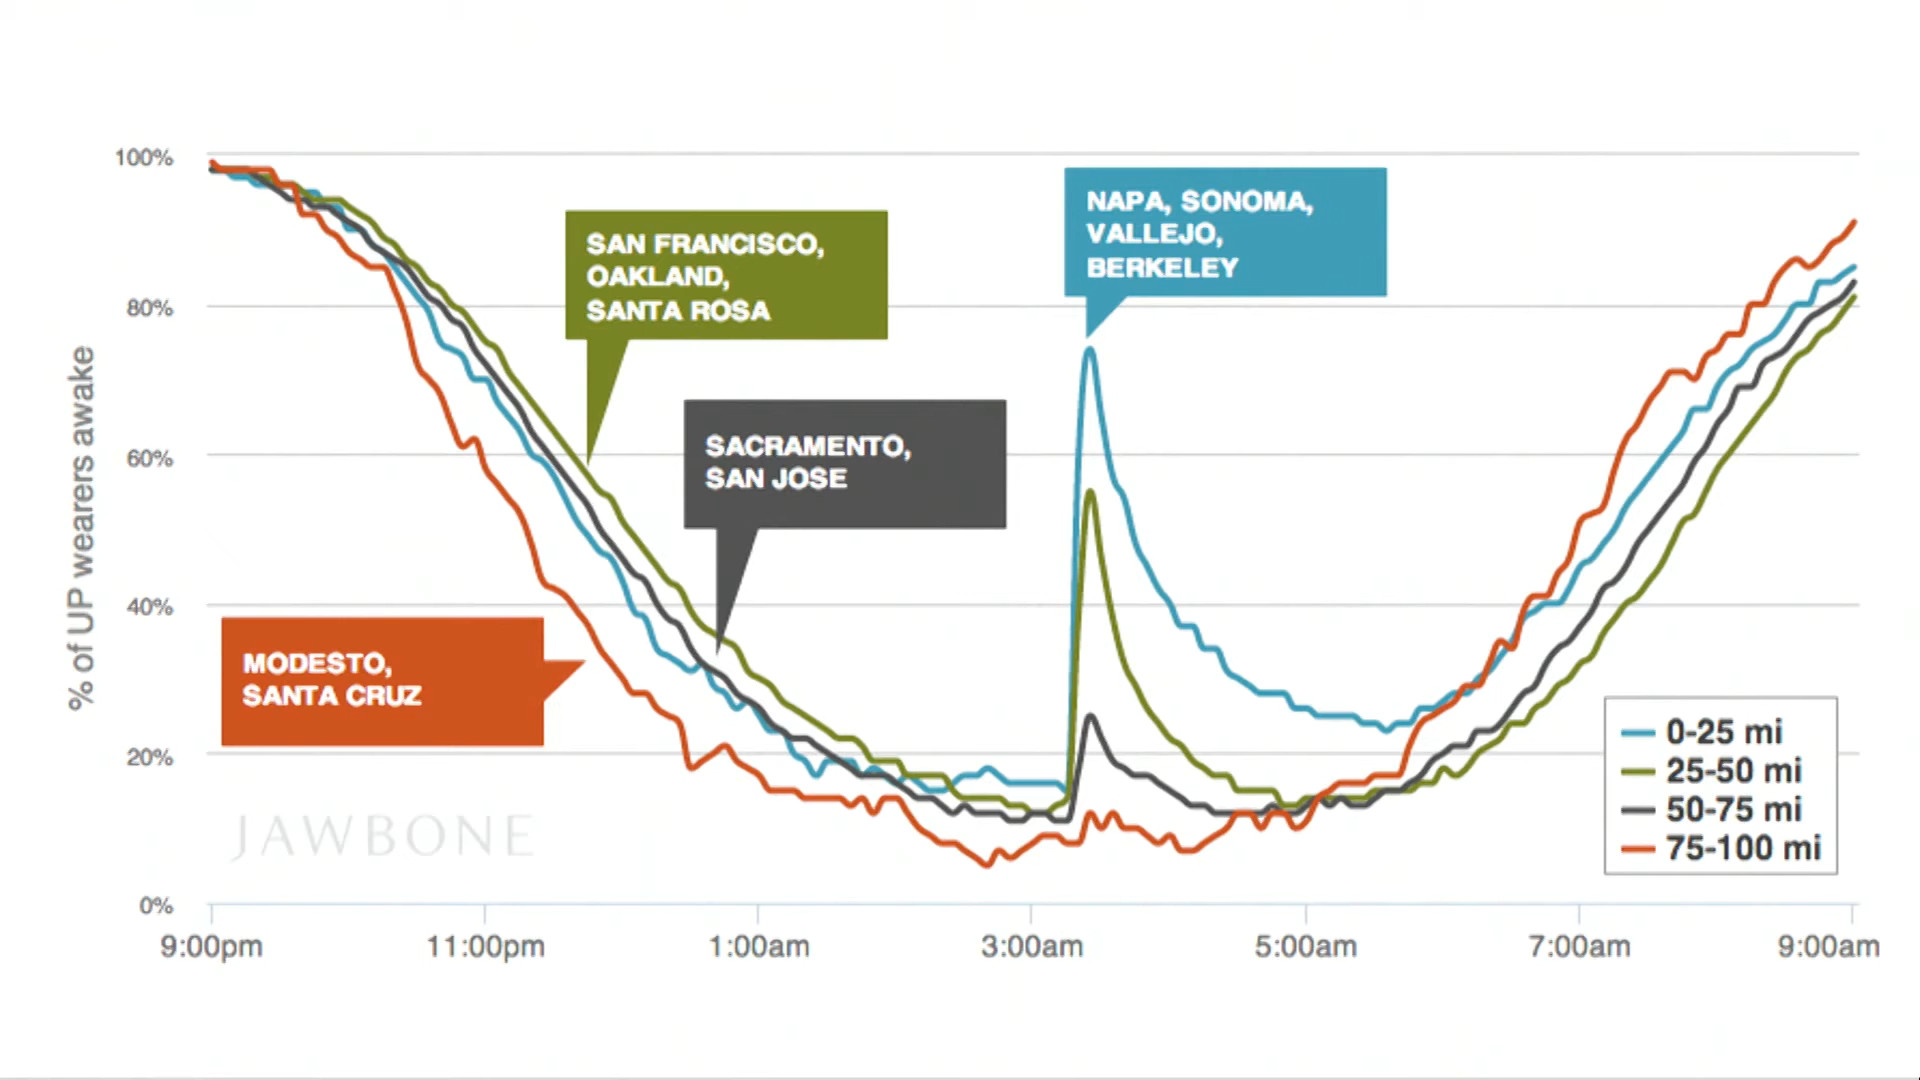 100%
80%
60%
40%
20%
0%
% of UP wearers awake
SAN FRANCISCO,
OAKLAND,
SANTA ROSA
NAPA, SONOMA,
VALLEJO,
BERKELEY
SACRAMENTO,
SAN JOSE
MODESTO,
SANTA CRUZ
JAWBONE
0-25 mi
25-50 mi
50-75 mi
75-100 mi
9:00pm
11:00pm
1:00am
3:00am
5:00am
7:00am
9:00am